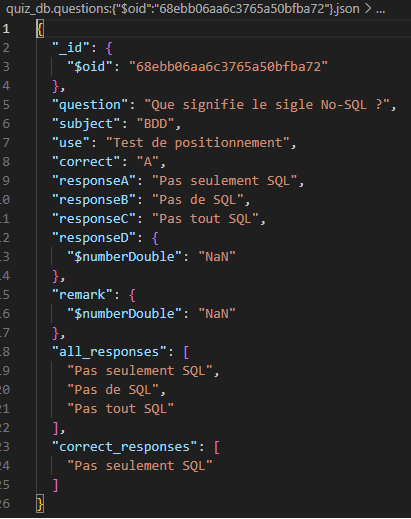 quiz_db.questions:{"$oid":"68ebb06aa6c3765a50bfba72"}.json > ...
1 {
2 "_id": {
3 "$oid": "68ebb06aa6c3765a50bfba72"
4 },
5 "question": "Que signifie le sigle No-SQL ?",
6 "subject": "BDD",
7 "use": "Test de positionnement",
8 "correct": "A",
9 "responseA": "Pas seulement SQL",
10 "responseB": "Pas de SQL",
11 "responseC": "Pas tout SQL",
12 "responseD": {
13 "$numberDouble": "NaN"
14 },
15 "remark": {
16 "$numberDouble": "NaN"
17 },
18 "all_responses": [
19 "Pas seulement SQL",
20 "Pas de SQL",
21 "Pas tout SQL"
22 ],
23 "correct_responses": [
24 "Pas seulement SQL"
25 ]
26 }